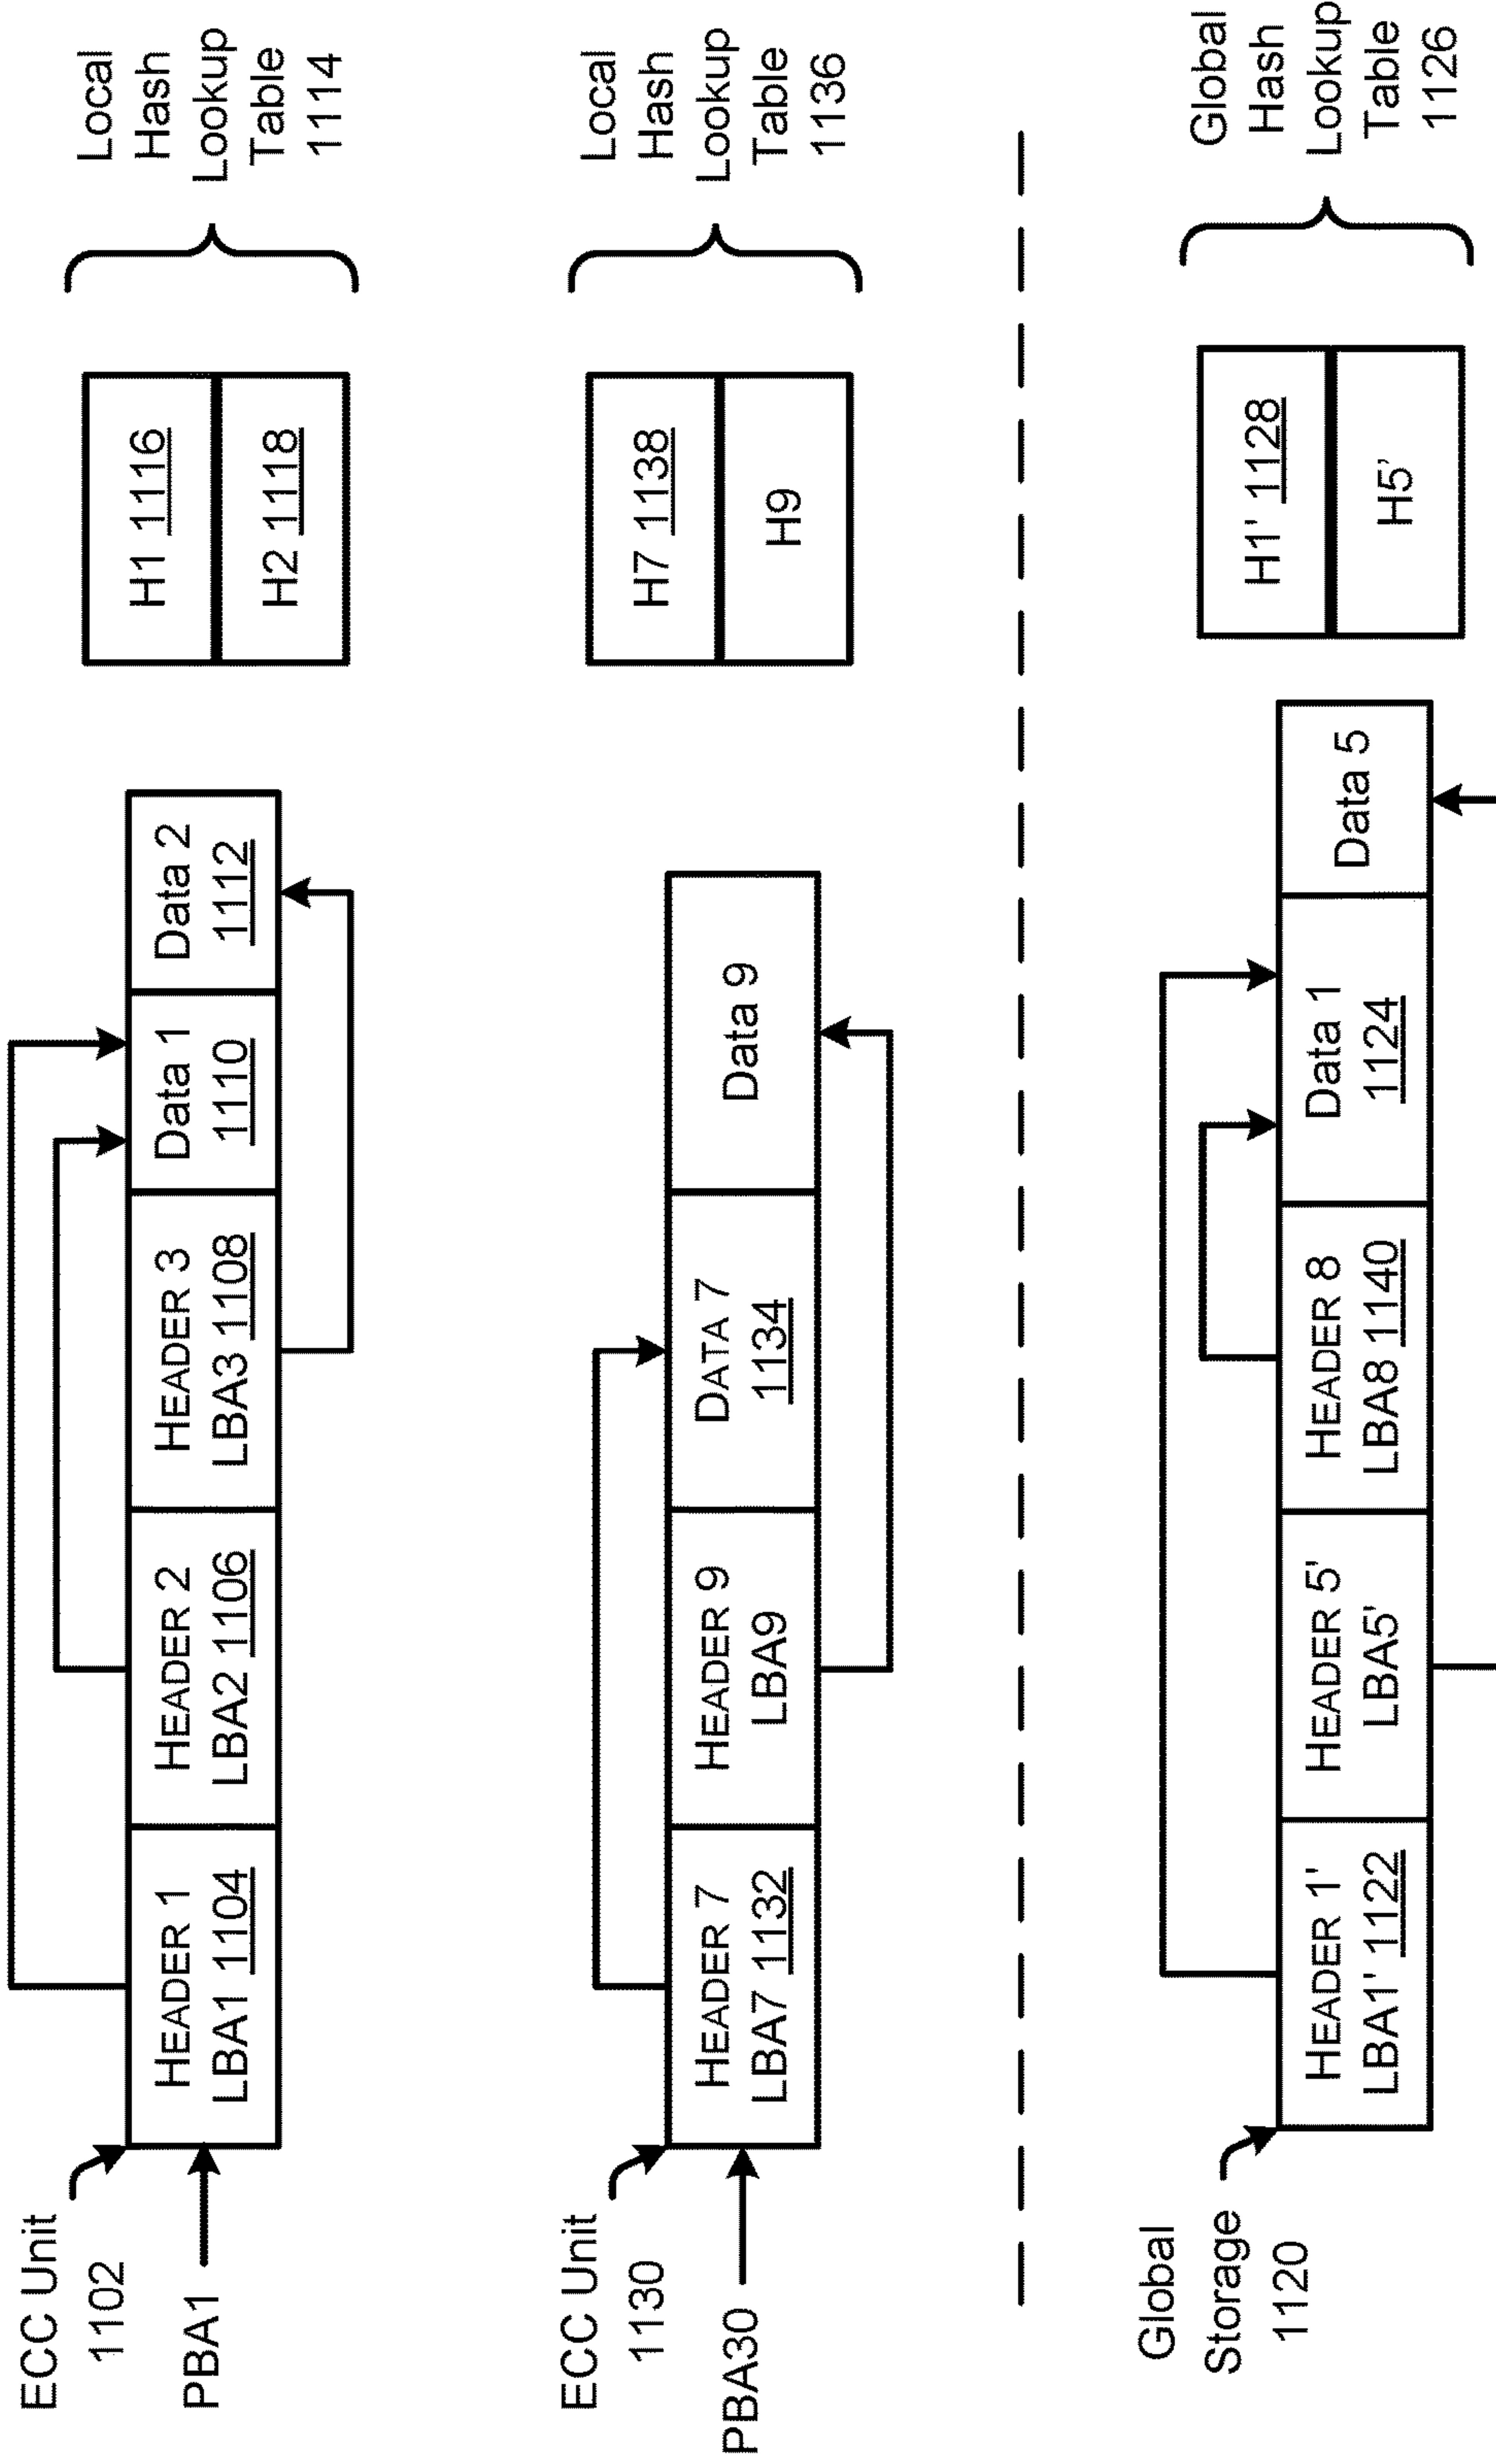 ECC Unit
1102
PBA1
HEADER 1
LBA1 1104
HEADER 2
LBA2 1106
HEADER 3
LBA3 1108
Data 1
1110
Data 2
1112
H1 1116
H2 1118
Local
Hash
Lookup
Table
1114
ECC Unit
1130
PBA30
HEADER 7
LBA7 1132
HEADER 9
LBA9
DATA 7
1134
Data 9
H7 1138
H9
Local
Hash
Lookup
Table
1136
Global
Storage
1120
HEADER 1'
LBA1' 1122
HEADER 5'
LBA5'
HEADER 8
LBA8 1140
Data 1
1124
Data 5
H1' 1128
H5'
Global
Hash
Lookup
Table
1126